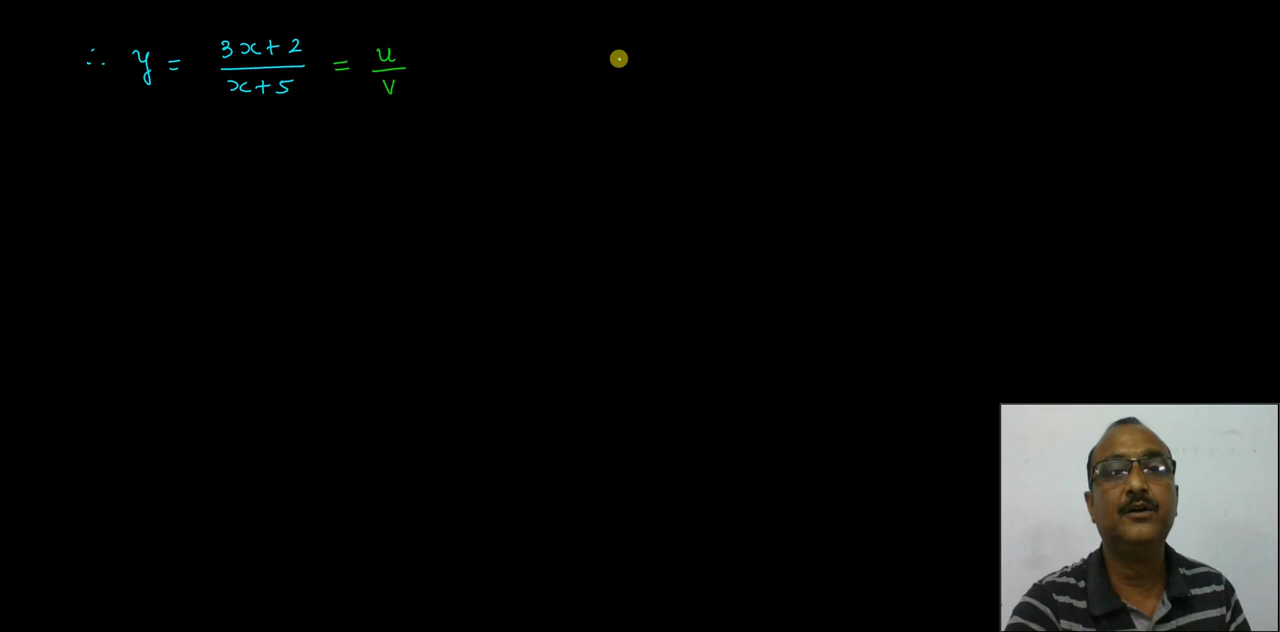 ∴ y = (3x+2)/(x+5) = u/v